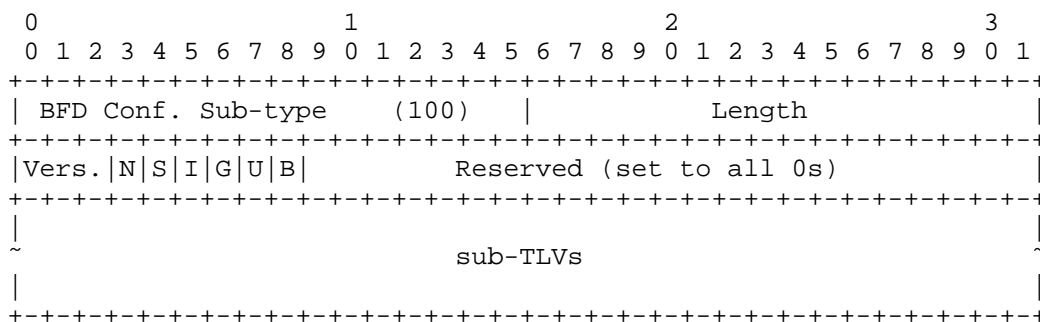 0                   1                   2                   3
 0 1 2 3 4 5 6 7 8 9 0 1 2 3 4 5 6 7 8 9 0 1 2 3 4 5 6 7 8 9 0 1
+-+-+-+-+-+-+-+-+-+-+-+-+-+-+-+-+-+-+-+-+-+-+-+-+-+-+-+-+-+-+-+-+
| BFD Conf. Sub-type    (100)   |           Length              |
+-+-+-+-+-+-+-+-+-+-+-+-+-+-+-+-+-+-+-+-+-+-+-+-+-+-+-+-+-+-+-+-+
|Vers.|N|S|I|G|U|B|         Reserved (set to all 0s)            |
+-+-+-+-+-+-+-+-+-+-+-+-+-+-+-+-+-+-+-+-+-+-+-+-+-+-+-+-+-+-+-+-+
|                                                               |
~                           sub-TLVs                            ~
|                                                               |
+-+-+-+-+-+-+-+-+-+-+-+-+-+-+-+-+-+-+-+-+-+-+-+-+-+-+-+-+-+-+-+-+